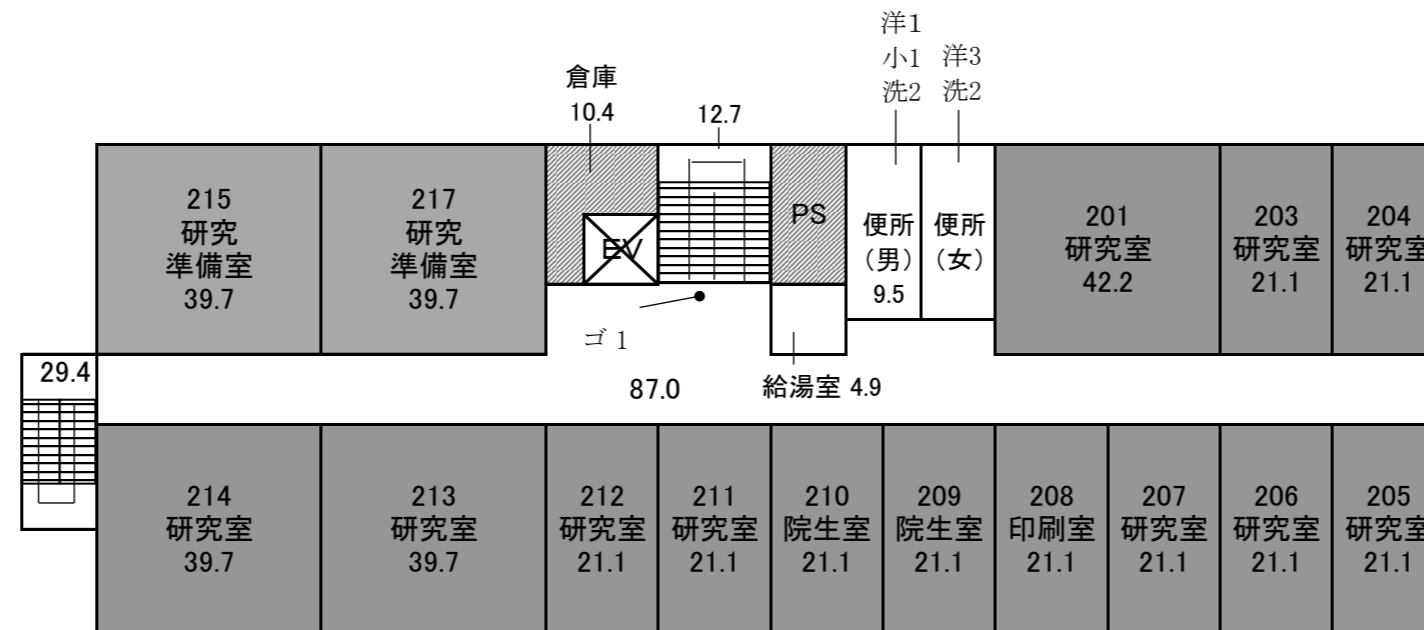 洋1
小1
洗2
洋3
洗2
倉庫
10.4
12.7
215
研究
準備室
39.7
217
研究
準備室
39.7
EV
PS
便所
(男)
9.5
便所
(女)
201
研究室
42.2
203
研究室
21.1
204
研究室
21.1
ゴ 1
29.4
87.0
給湯室 4.9
214
研究室
39.7
213
研究室
39.7
212
研究室
21.1
211
研究室
21.1
210
院生室
21.1
209
院生室
21.1
208
印刷室
21.1
207
研究室
21.1
206
研究室
21.1
205
研究室
21.1